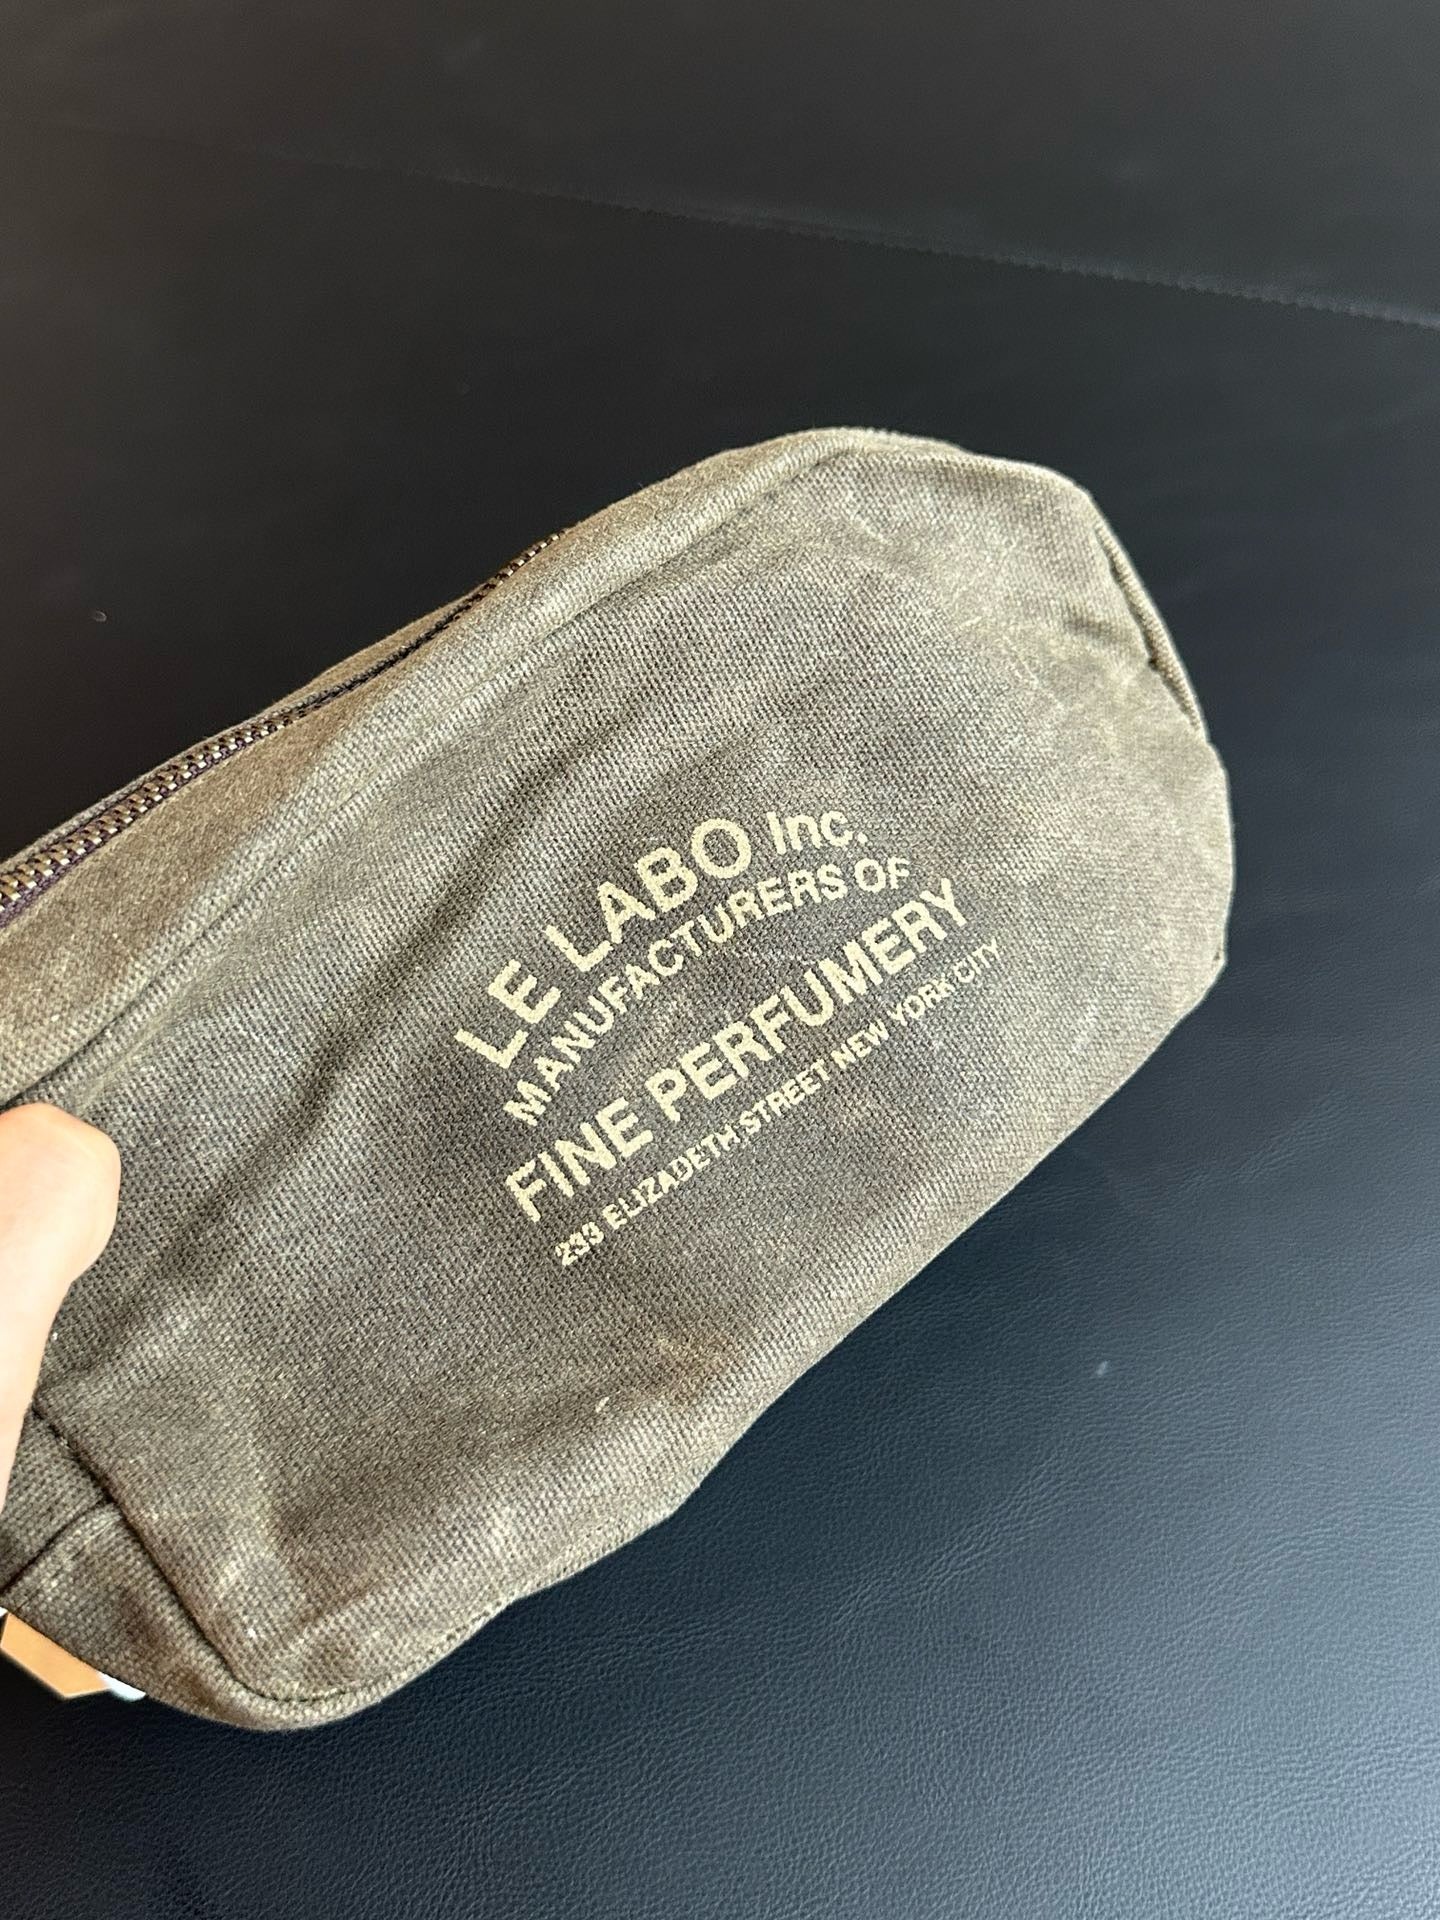 LE LABO Inc.
MANUFACTURERS OF
FINE PERFUMERY
233 ELIZABETH STREET NEW YORK CITY